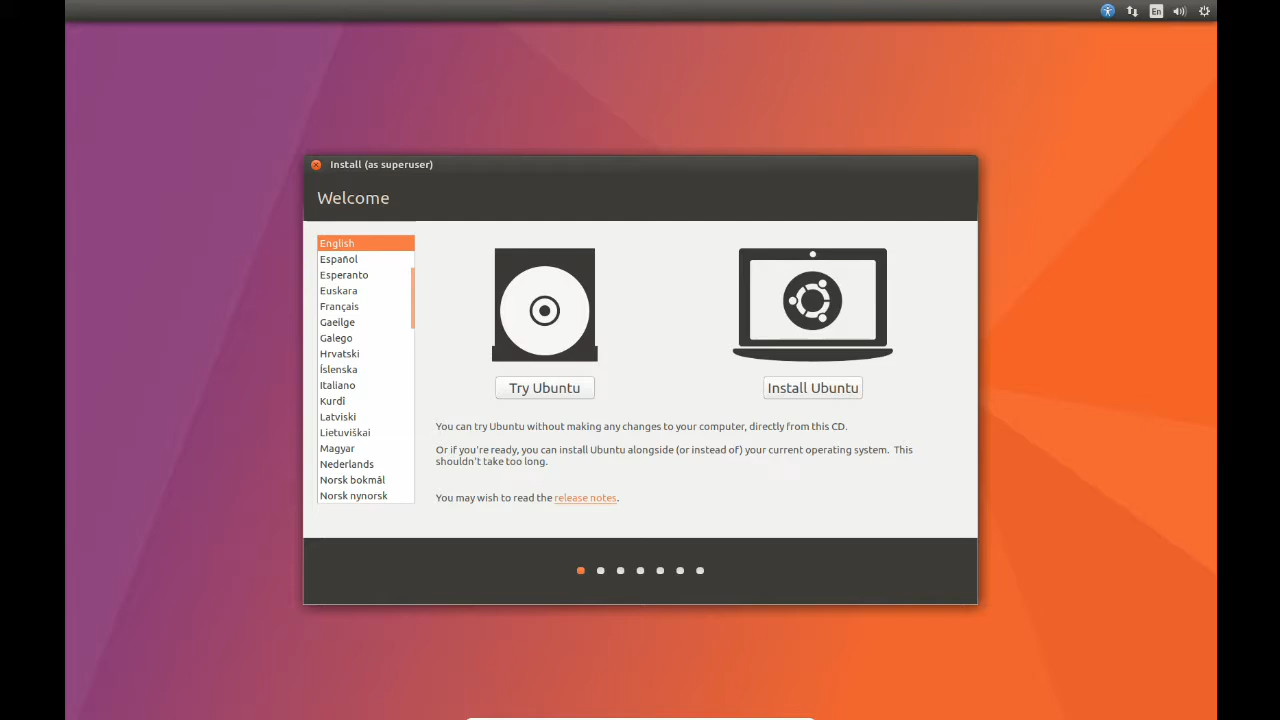 En
Install (as superuser)
Welcome
English
Español
Esperanto
Euskara
Français
Gaeilge
Galego
Hrvatski
Íslenska
Italiano
Kurdî
Latviski
Lietuviškai
Magyar
Nederlands
Norsk bokmål
Norsk nynorsk
Try Ubuntu
Install Ubuntu
You can try Ubuntu without making any changes to your computer, directly from this CD.
Or if you're ready, you can install Ubuntu alongside (or instead of) your current operating system. This
shouldn't take too long.
You may wish to read the release notes.